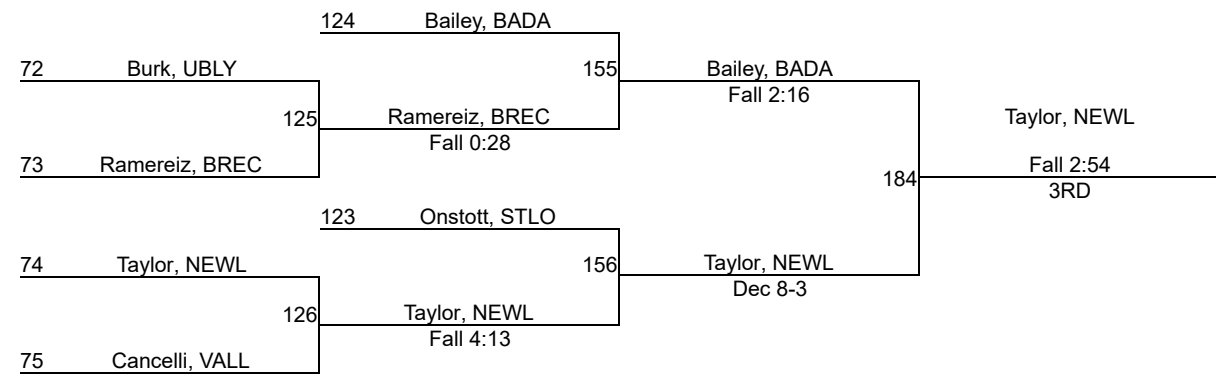 124 Bailey, BADA
72 Burk, UBLY
155 Bailey, BADA
Fall 2:16
125 Ramereiz, BREC
Fall 0:28
Taylor, NEWL
73 Ramereiz, BREC
Fall 2:54
184
3RD
123 Onstott, STLO
74 Taylor, NEWL
156 Taylor, NEWL
Dec 8-3
126 Taylor, NEWL
Fall 4:13
75 Cancelli, VALL